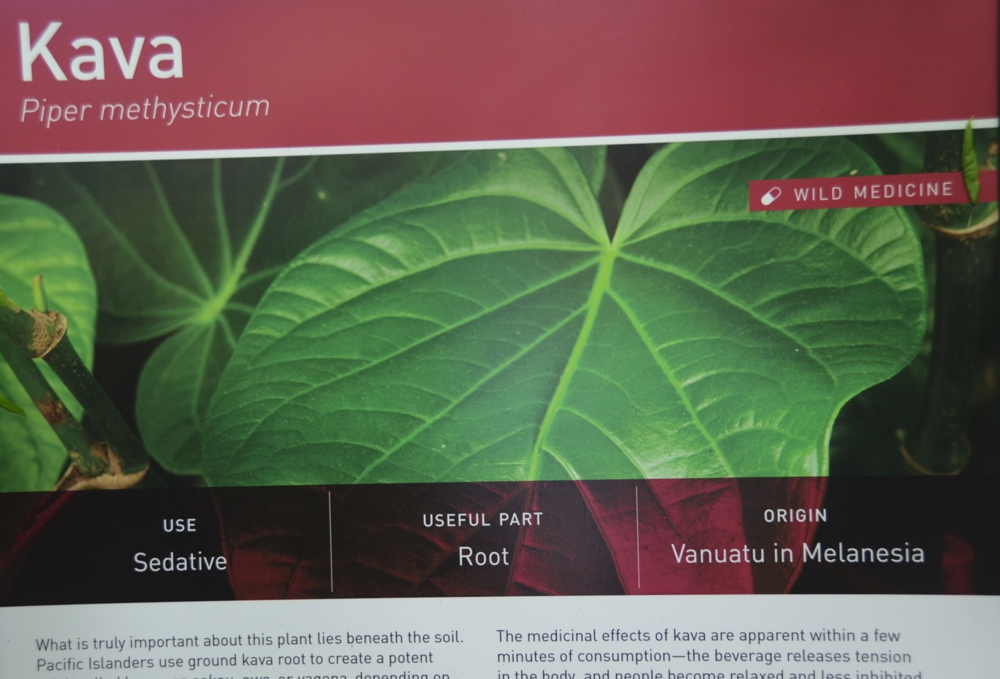 Kava
Piper methysticum
WILD MEDICINE
USE
Sedative
USEFUL PART
Root
ORIGIN
Vanuatu in Melanesia
What is truly important about this plant lies beneath the soil.
Pacific Islanders use ground kava root to create a potent
sakau, awa, or yaqona, depending on
The medicinal effects of kava are apparent within a few
minutes of consumption—the beverage releases tension
in the body, and people become relaxed and less inhibited